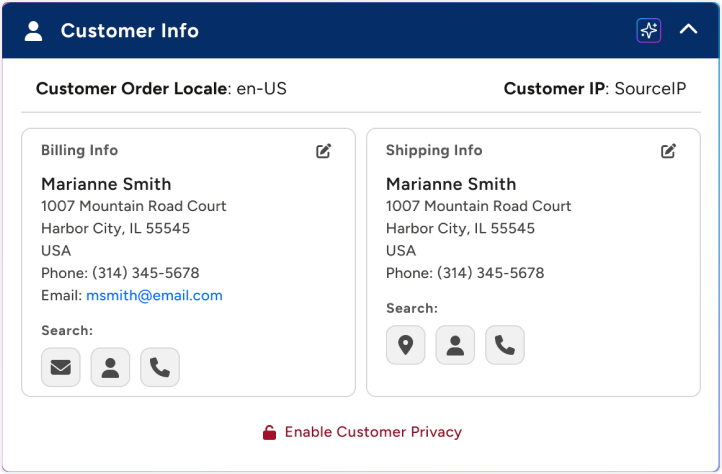 Customer Info
Customer Order Locale: en-US
Customer IP: SourceIP
Billing Info
Marianne Smith
1007 Mountain Road Court
Harbor City, IL 55545
USA
Phone: (314) 345-5678
Email: msmith@email.com
Search:
Shipping Info
Marianne Smith
1007 Mountain Road Court
Harbor City, IL 55545
USA
Phone: (314) 345-5678
Search:
Enable Customer Privacy